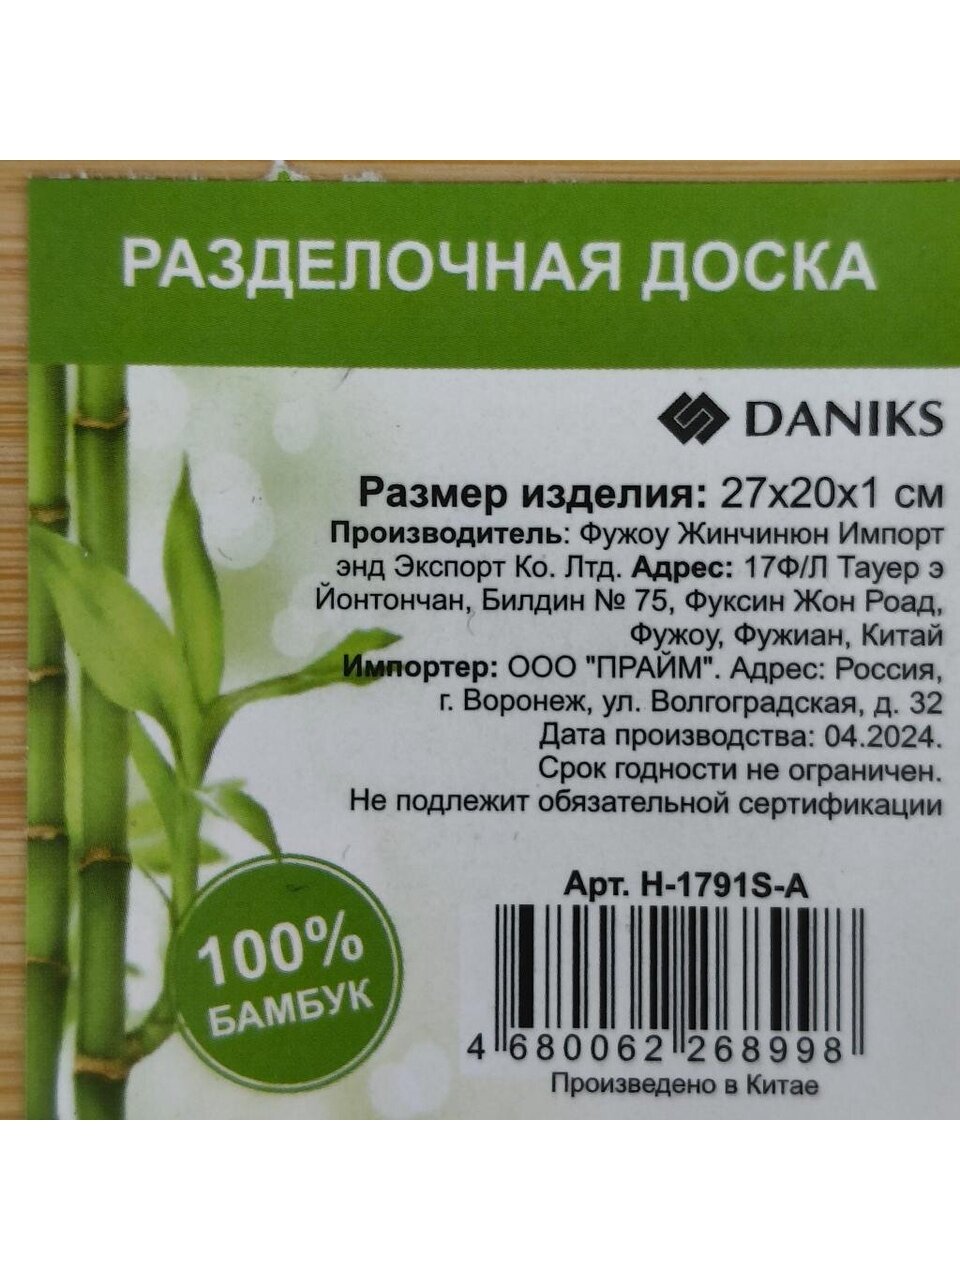 РАЗДЕЛОЧНАЯ ДОСКА
DANIKS
Размер изделия: 27x20x1 см
Производитель: Фужоу Жинчинюн Импорт
энд Экспорт Ко. Лтд. Адрес: 17Ф/Л Тауер э
Йонтончан, Билдин № 75, Фуксин Жон Роад,
Фужоу, Фужиан, Китай
Импортер: ООО "ПРАЙМ". Адрес: Россия,
г. Воронеж, ул. Волгоградская, д. 32
Дата производства: 04.2024.
Срок годности не ограничен.
Не подлежит обязательной сертификации
100%
БАМБУК
Арт. H-1791S-A
4 680062 268998
Произведено в Китае